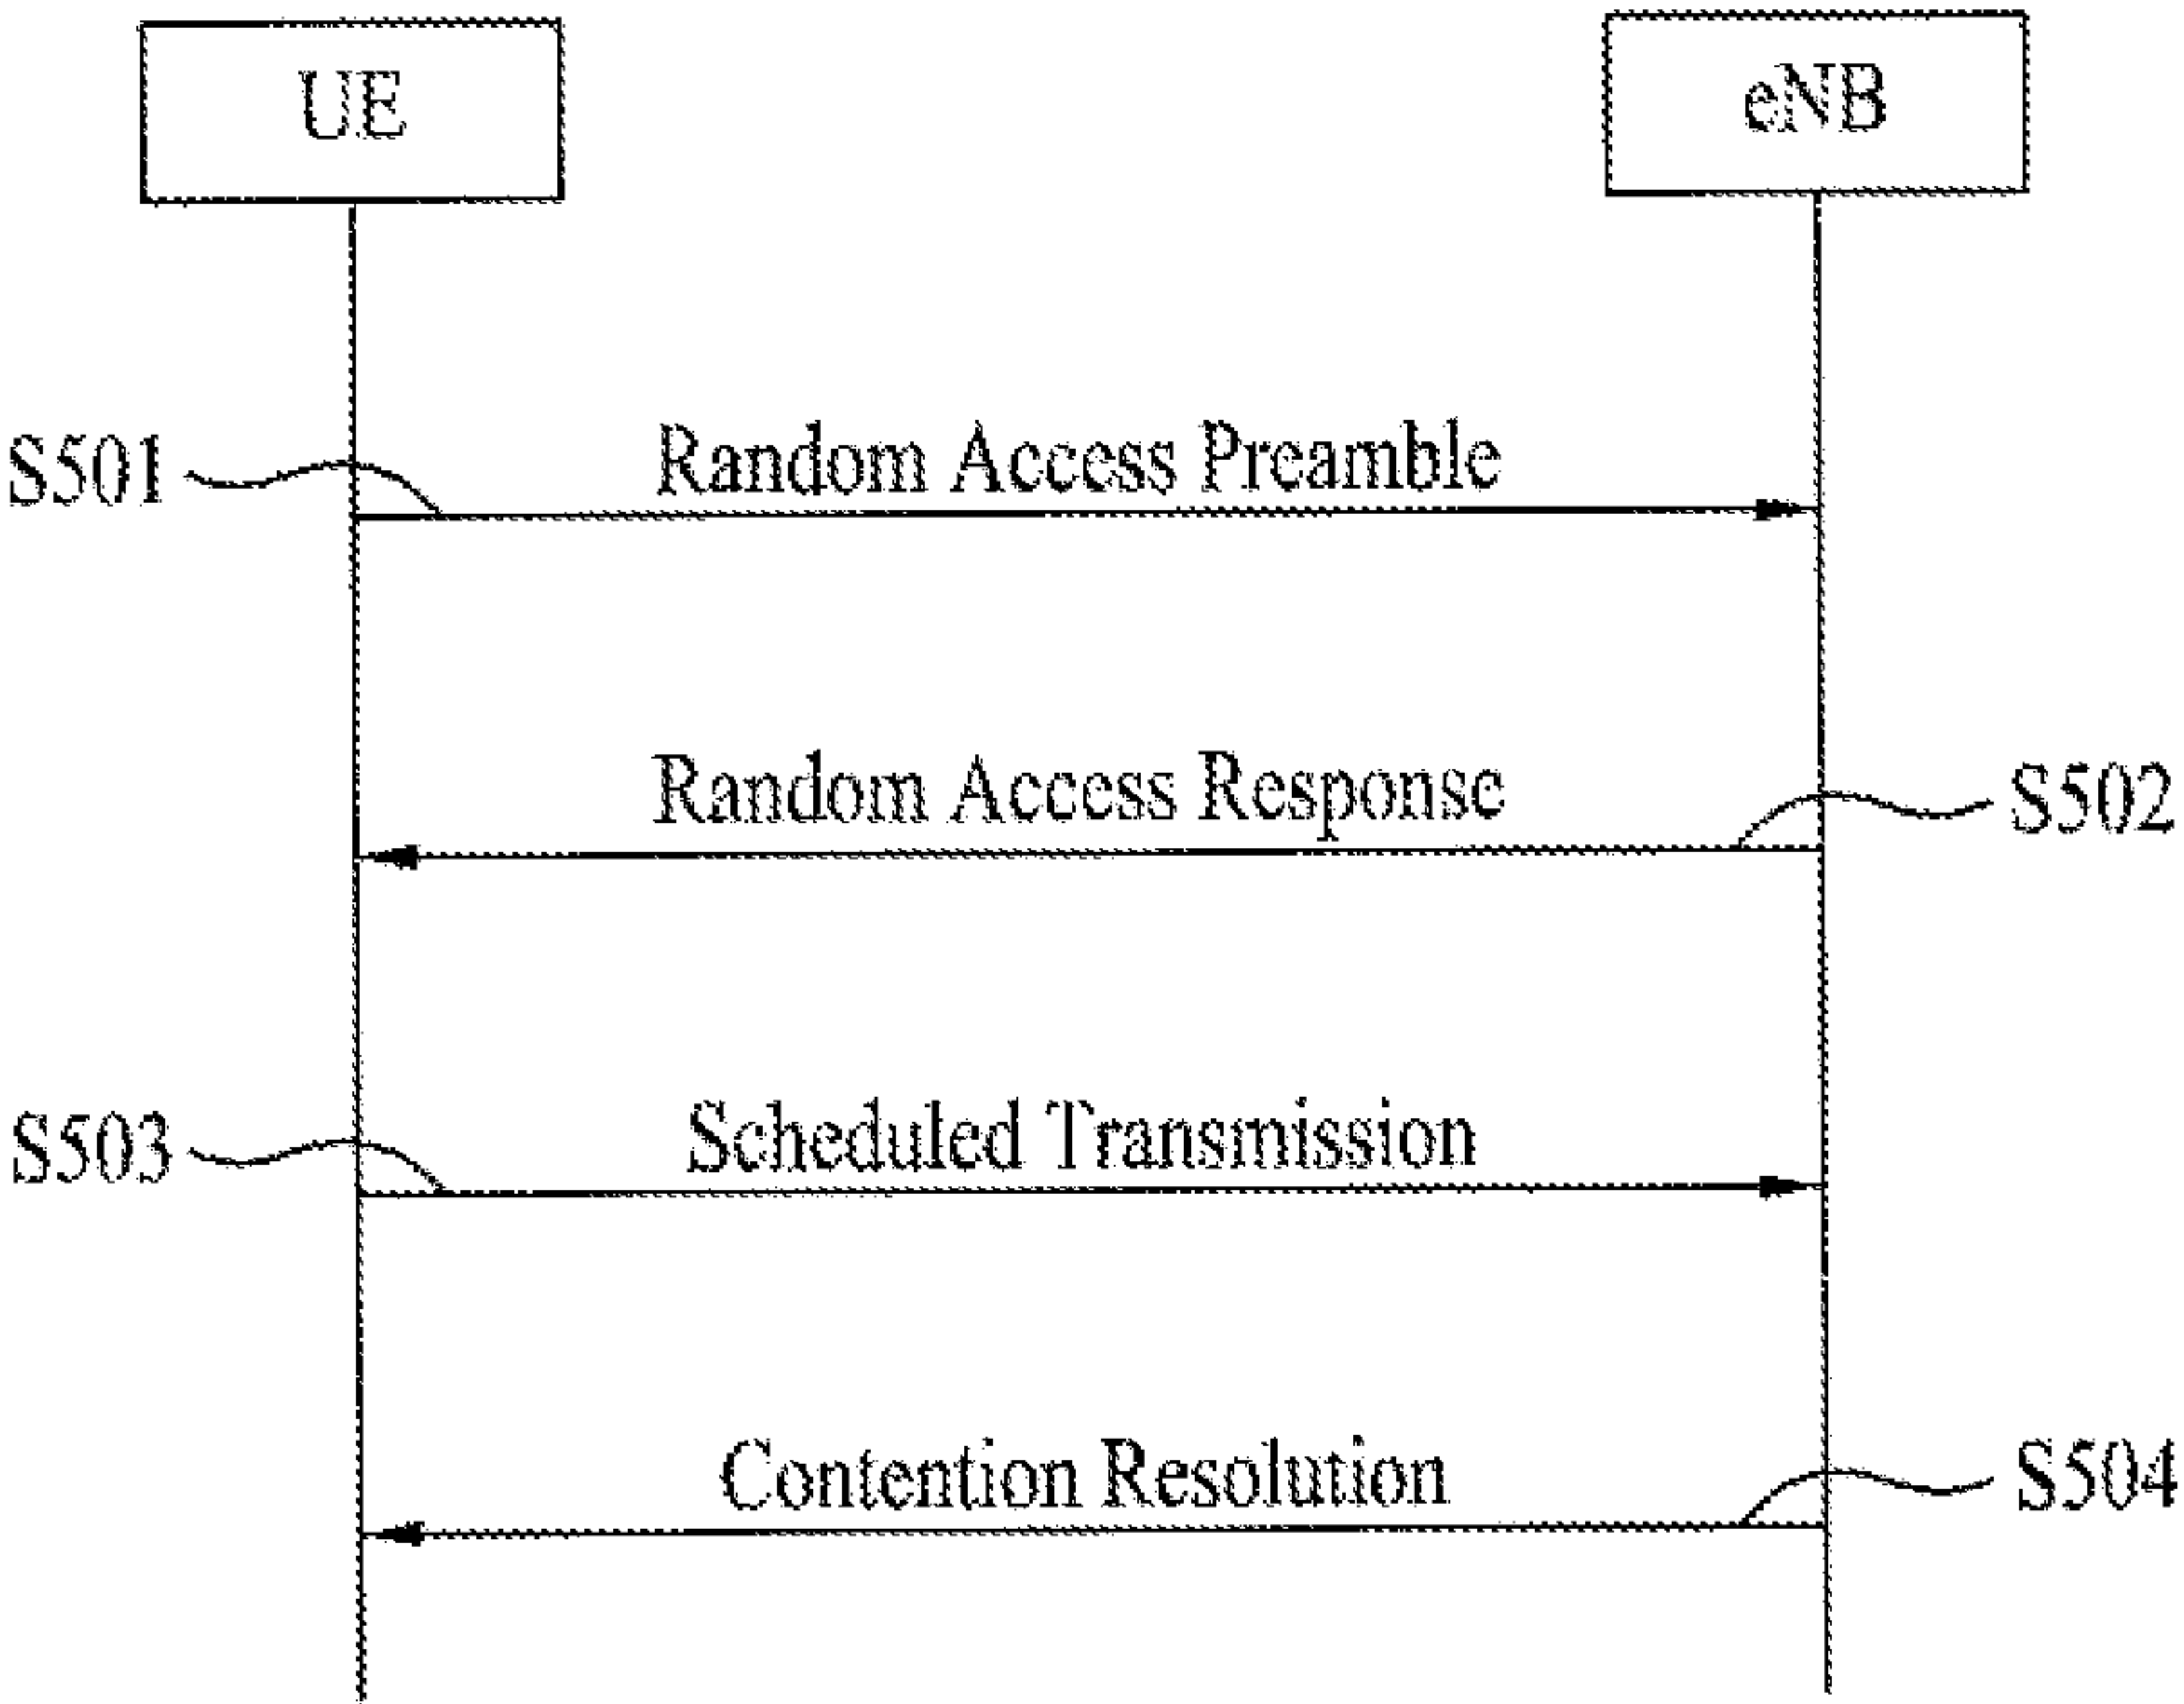 UE
eNB
S501
Random Access Preamble
Random Access Response
S502
S503
Scheduled Transmission
Contention Resolution
S504